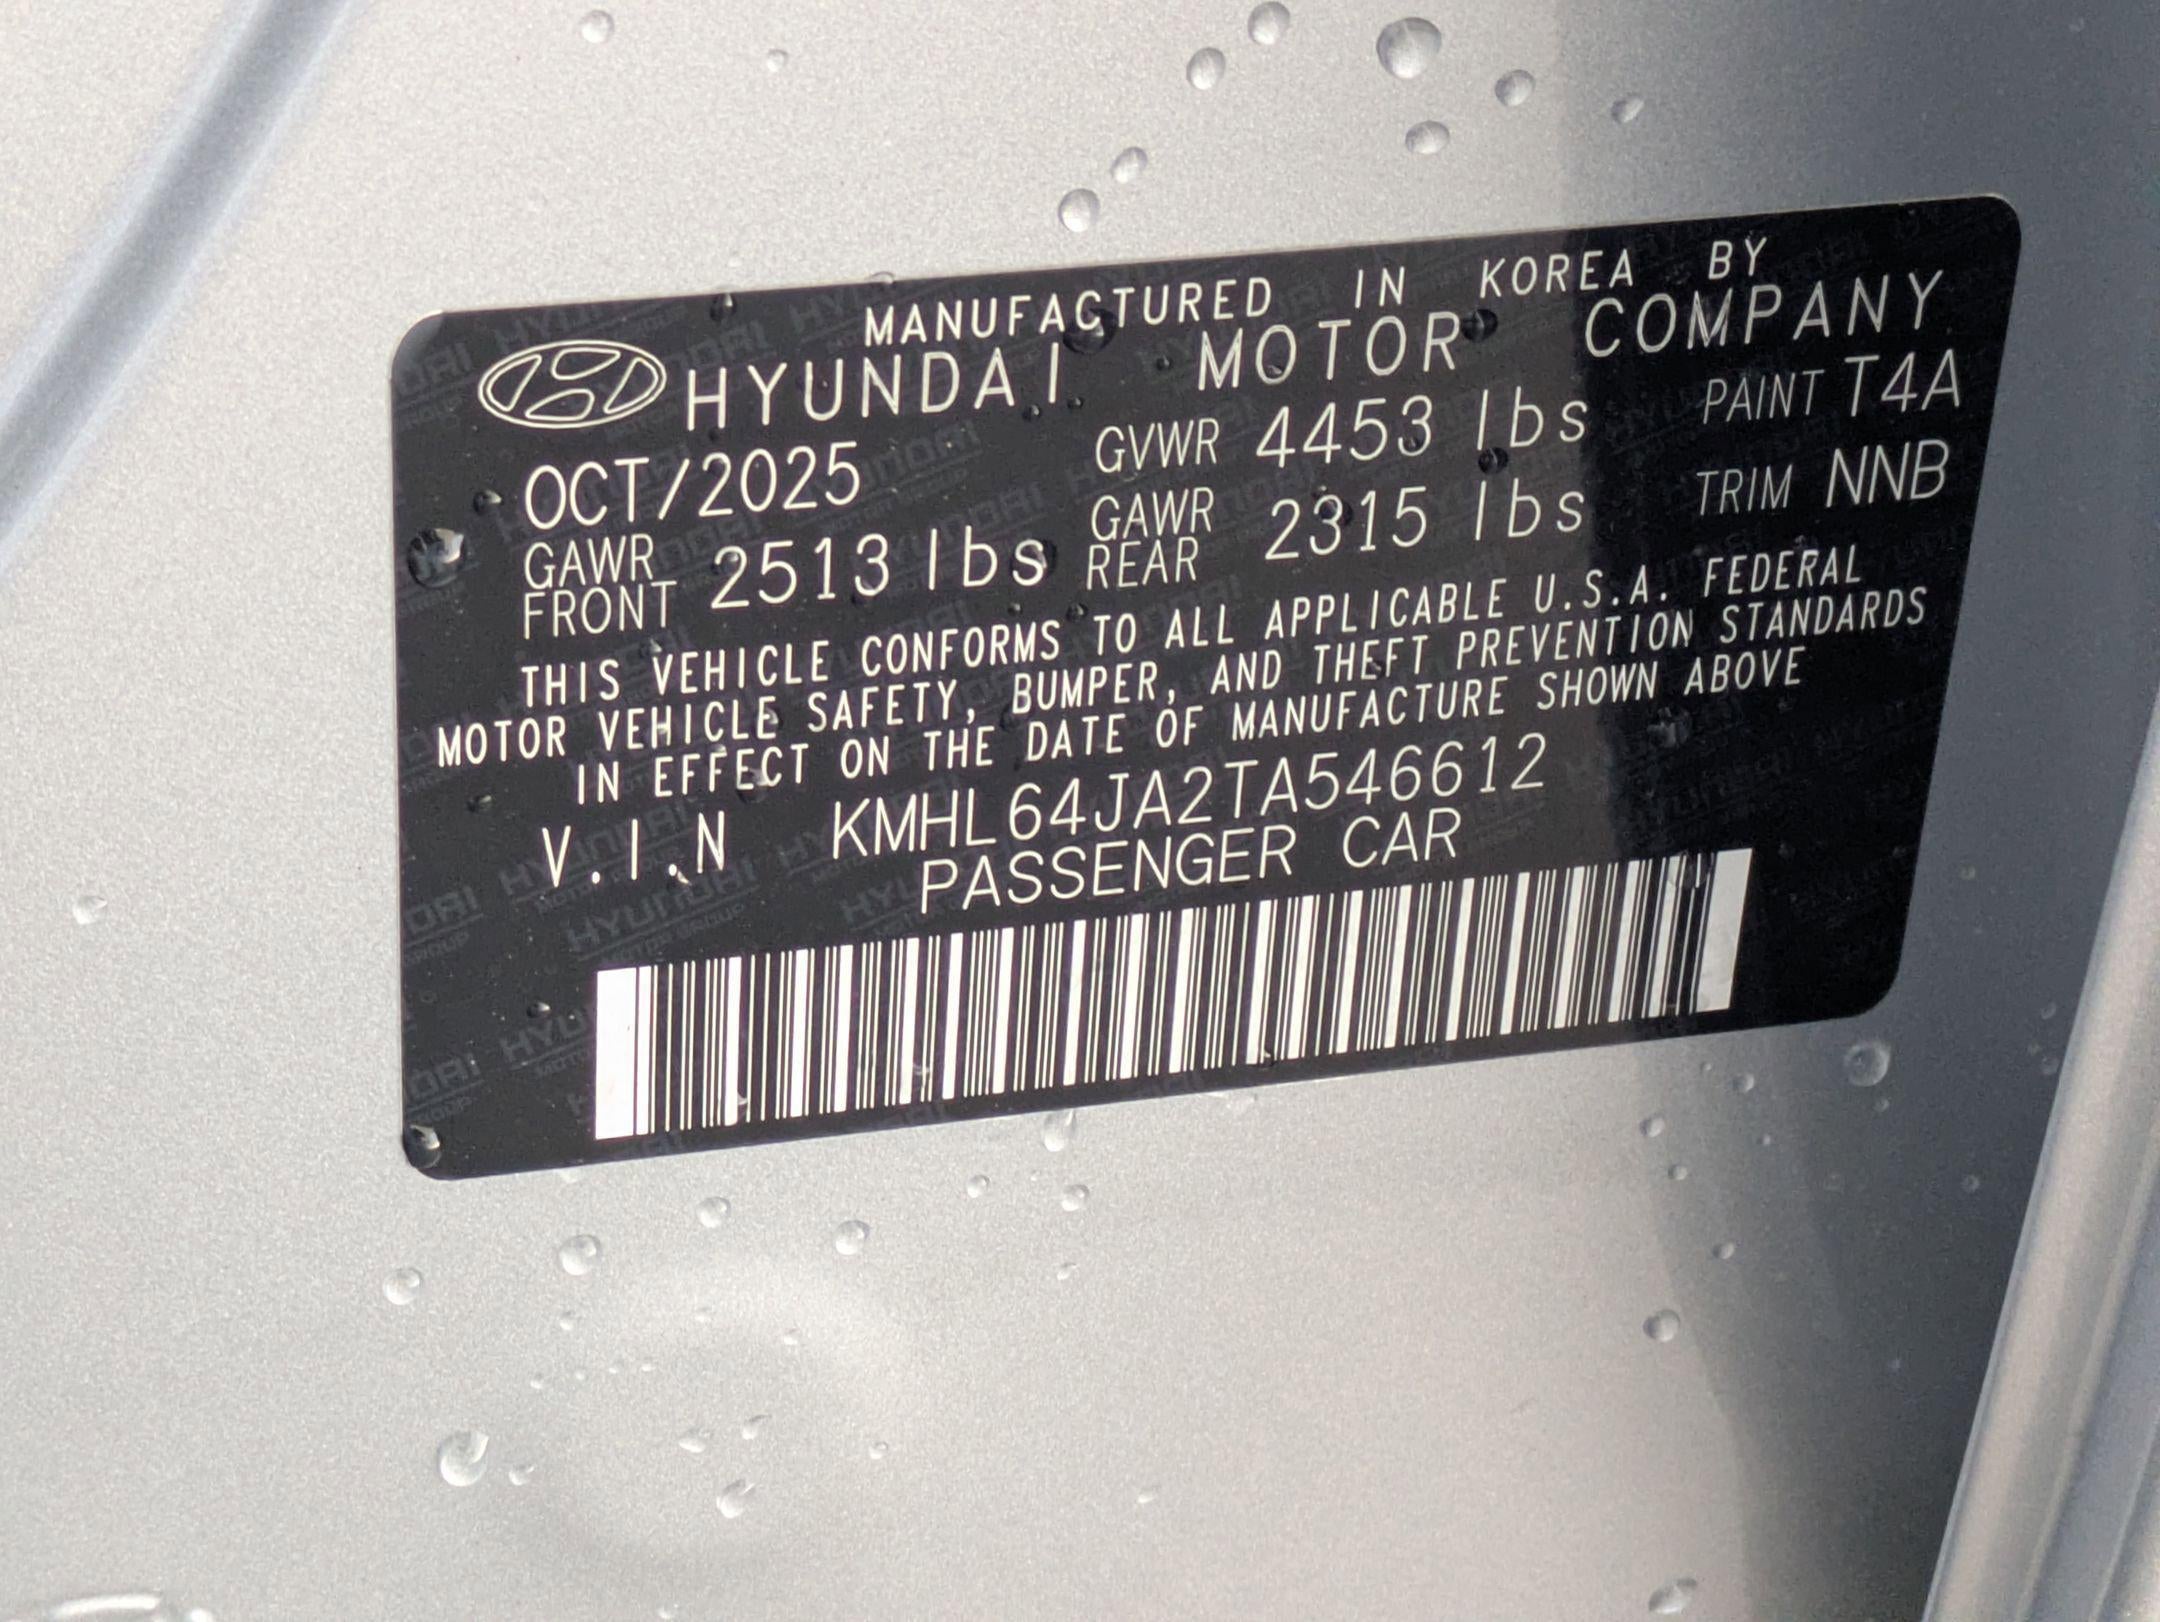 MANUFACTURED IN KOREA BY
HYUNDAI MOTOR COMPANY
OCT/2025 GVWR 4453 lbs PAINT T4A
GAWR FRONT 2513 lbs GAWR REAR 2315 lbs TRIM NNB
THIS VEHICLE CONFORMS TO ALL APPLICABLE U.S.A. FEDERAL
MOTOR VEHICLE SAFETY, BUMPER, AND THEFT PREVENTION STANDARDS
IN EFFECT ON THE DATE OF MANUFACTURE SHOWN ABOVE
V.I.N KMHL64JA2TA546612
PASSENGER CAR